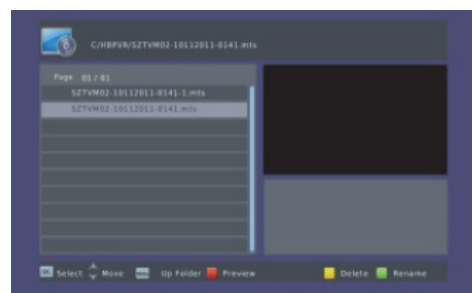 C/HBPVR/SZTVM02-10112011-0141.mts
Page 01/01
SZTVM02-10112011-0141-1.mts
SZTVM02-10112011-0141.mts
OK Select Move MENU Up Folder Preview Delete Rename